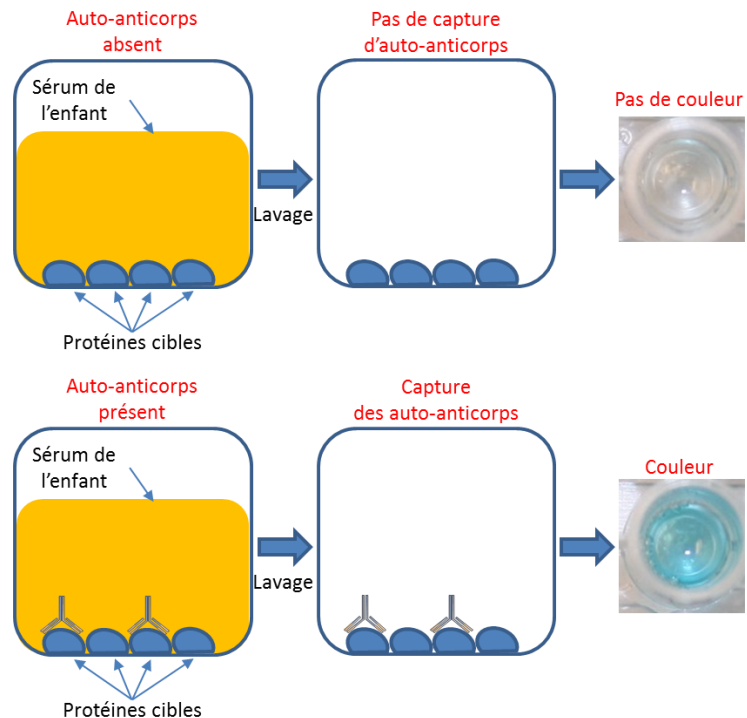 Auto-anticorps
absent
Sérum de
l’enfant
Lavage
Protéines cibles
Pas de capture
d’auto-anticorps
Pas de couleur
Auto-anticorps
présent
Sérum de
l’enfant
Lavage
Protéines cibles
Capture
des auto-anticorps
Couleur